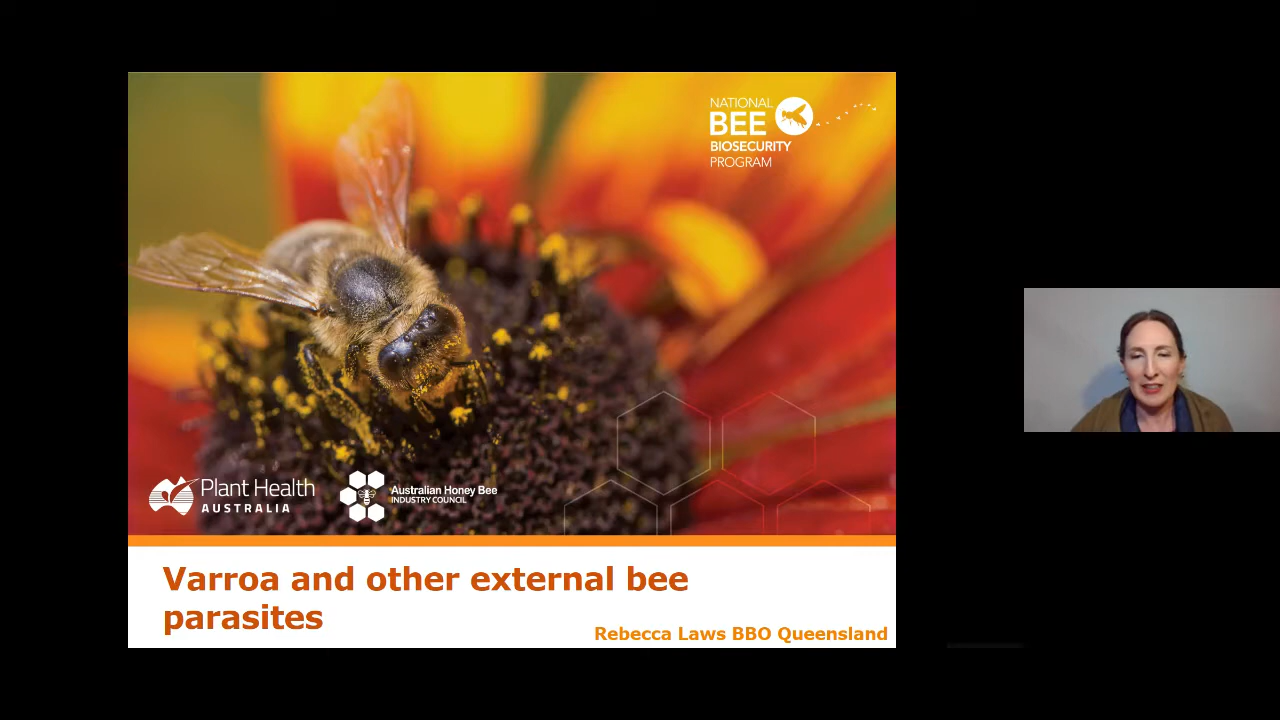 NATIONAL
BEE
BIOSECURITY
PROGRAM
Plant Health
AUSTRALIA
Australian Honey Bee
INDUSTRY COUNCIL
Varroa and other external bee
parasites
Rebecca Laws BBO Queensland